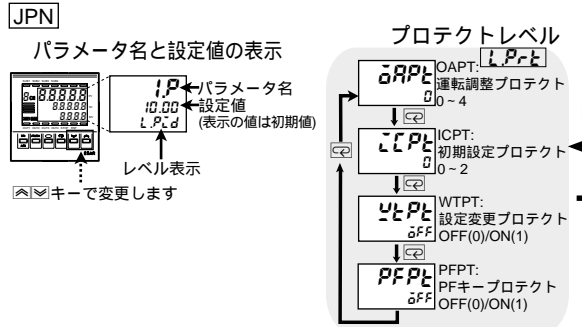 JPN
パラメータ名と設定値の表示
1.P
パラメータ名
10.00
設定値
(表示の値は初期値)
L.PId
レベル表示
キーで変更します
プロテクトレベル
L.Prt
oAPt
0
OAPT:
運転調整プロテクト
0~4
ICPt
0
ICPT:
初期設定プロテクト
0~2
WtPt
oFF
WTPT:
設定変更プロテクト
OFF(0)/ON(1)
PFPt
oFF
PFPT:
PFキープロテクト
OFF(0)/ON(1)